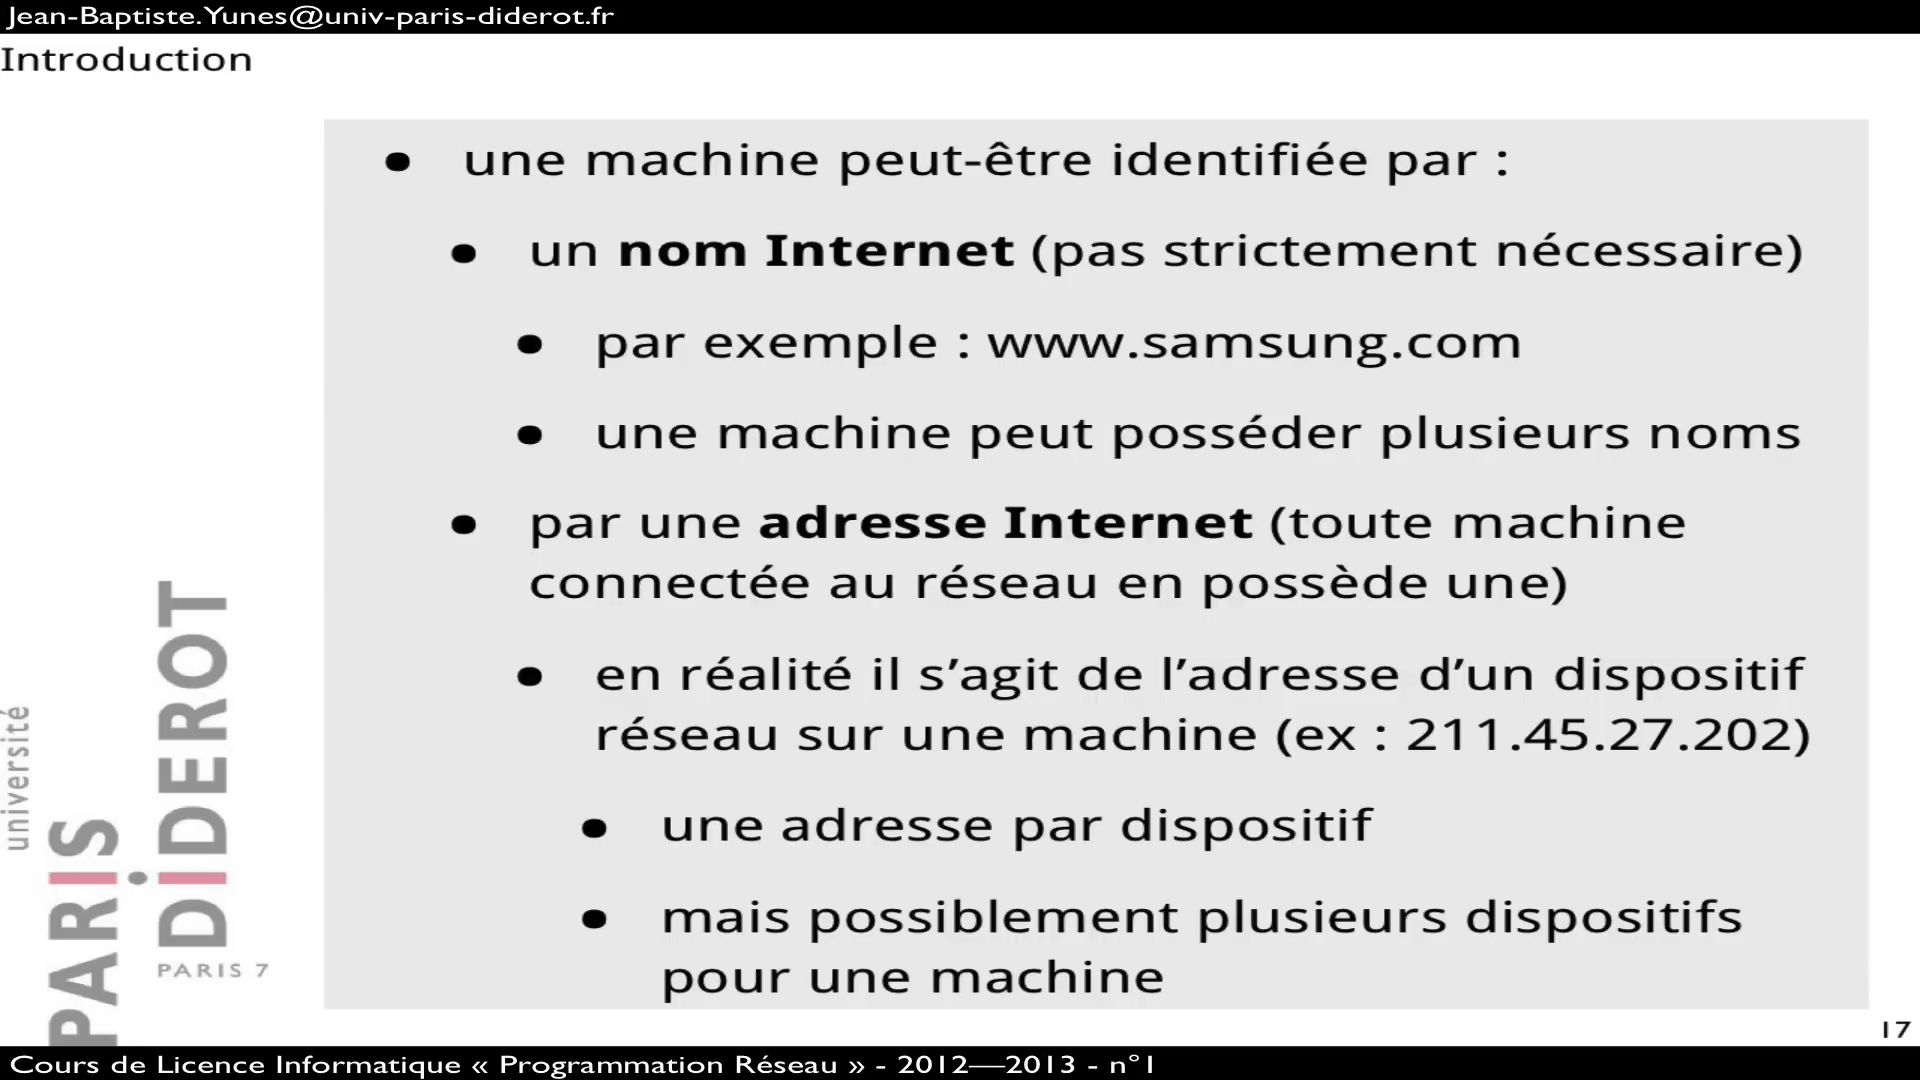 Jean-Baptiste.Yunes@univ-paris-diderot.fr
Introduction
• une machine peut-être identifiée par :
• un nom Internet (pas strictement nécessaire)
• par exemple : www.samsung.com
• une machine peut posséder plusieurs noms
• par une adresse Internet (toute machine
connectée au réseau en possède une)
• en réalité il s’agit de l’adresse d’un dispositif
réseau sur une machine (ex : 211.45.27.202)
• une adresse par dispositif
• mais possiblement plusieurs dispositifs
pour une machine
université
PARIS
DiDEROT
PARIS 7
17
Cours de Licence Informatique « Programmation Réseau » - 2012—2013 - n°1